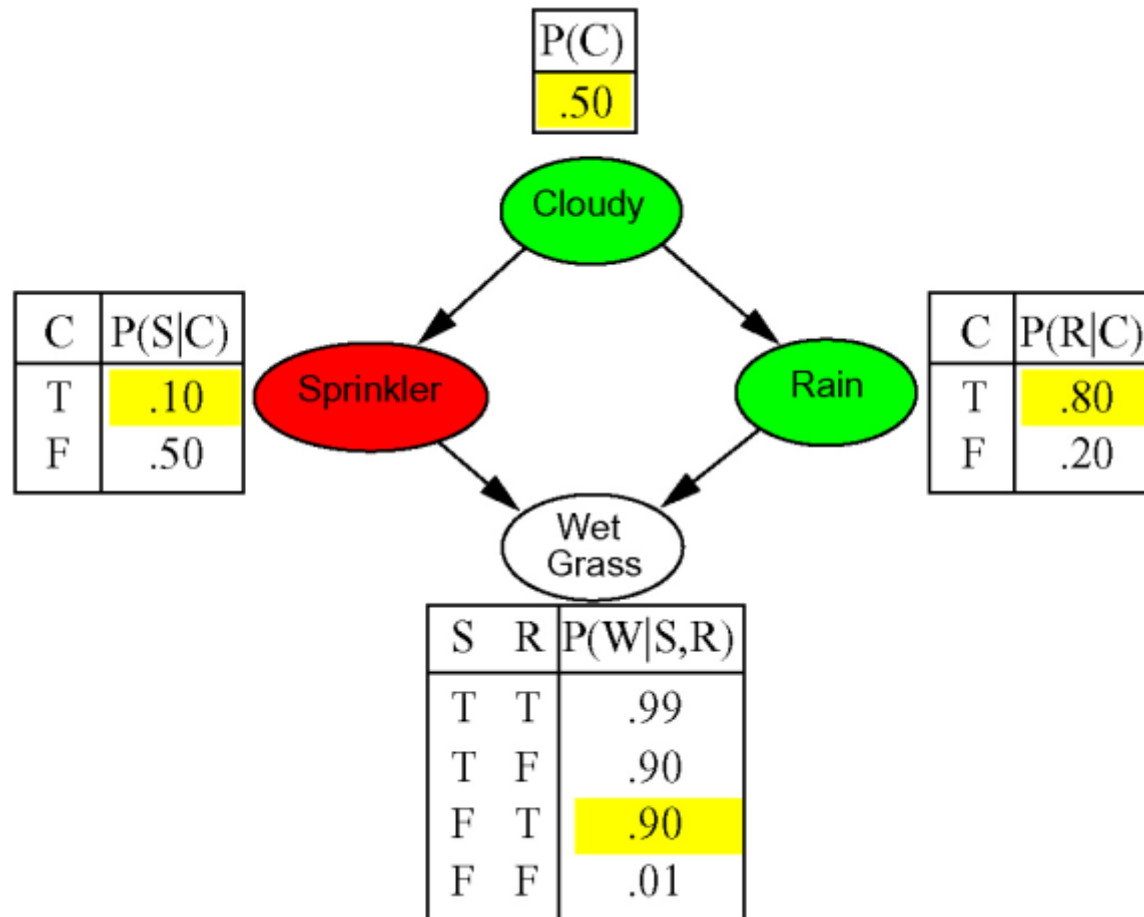 P(C)
.50
Cloudy
C P(S|C)
T .10
F .50
Sprinkler
Rain
C P(R|C)
T .80
F .20
Wet
Grass
S R P(W|S,R)
T T .99
T F .90
F T .90
F F .01